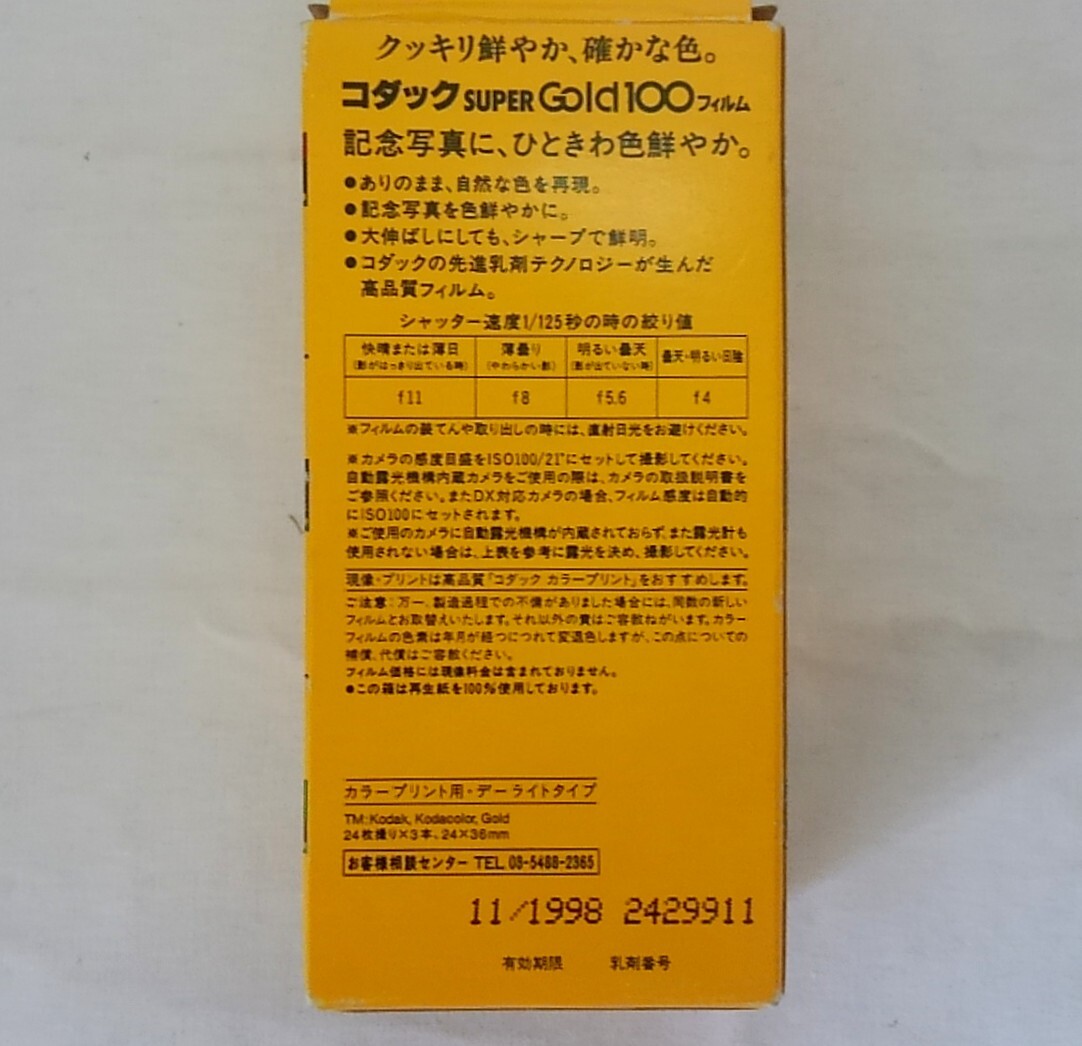 クッキリ鮮やか、確かな色。
コダック SUPER Gold 100 フィルム
記念写真に、ひときわ色鮮やか。
●ありのまま、自然な色を再現。
●記念写真を色鮮やかに。
●大伸ばしにしても、シャープで鮮明。
●コダックの先進乳剤テクノロジーが生んだ
高品質フィルム。
シャッター速度1/125秒の時の絞り値
快晴または薄日 薄曇り 明るい曇天 曇天・明るい日陰
(影がはっきり出ている時) (やわらかい影) (影が出ていない時)
f11 f8 f5.6 f4
※フィルムの装てんや取り出しの時には、直射日光をお避けください。
※カメラの感度目盛をISO100/21°にセットして撮影してください。
自動露光機構内蔵カメラをご使用の際は、カメラの取扱説明書を
ご参照ください。またDX対応カメラの場合、フィルム感度は自動的
にISO100にセットされます。
※ご使用のカメラに自動露光機構が内蔵されておらず、また露光計も
使用されない場合は、上表を参考に露光を決め、撮影してください。
現像・プリントは高品質「コダック カラープリント」をおすすめします。
ご注意:万一、製造過程での不備がありました場合には、同数の新しい
フィルムとお取替えいたします。それ以外の責はご容赦ねがいます。カラー
フィルムの色素は年月が経つにつれて変退色しますが、この点についての
補償、代償はご容赦ください。
フィルム価格には現像料金は含まれておりません。
●この箱は再生紙を100%使用しております。
カラープリント用・デーライトタイプ
TM:Kodak, Kodacolor, Gold
24枚撮り×3本、24×36mm
お客様相談センター TEL.03-5488-2365
11/1998 2429911
有効期限 乳剤番号